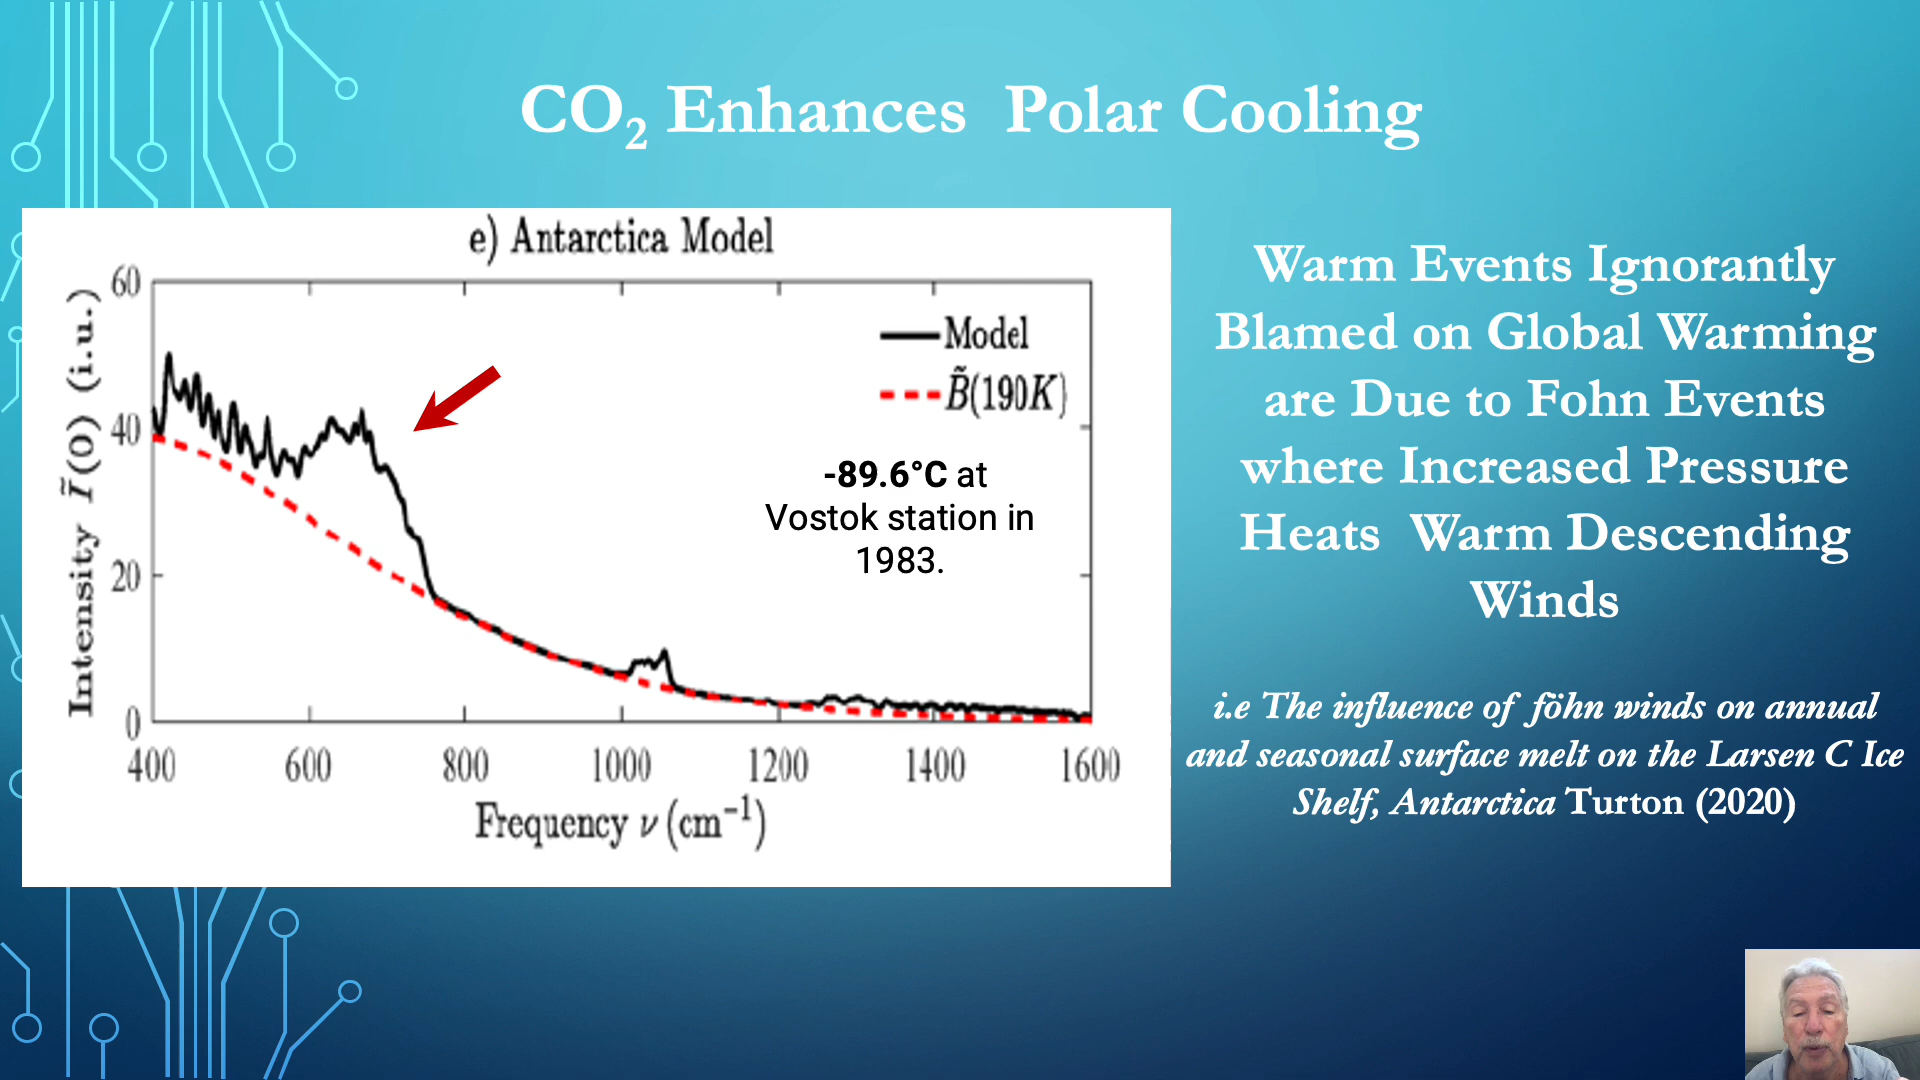 CO₂ Enhances Polar Cooling
e) Antarctica Model
60
40
20
0
Intensity Ĩ(0) (i.u.)
Model
B̃(190K)
-89.6°C at
Vostok station in
1983.
400 600 800 1000 1200 1400 1600
Frequency ν (cm⁻¹)
Warm Events Ignorantly
Blamed on Global Warming
are Due to Fohn Events
where Increased Pressure
Heats Warm Descending
Winds
i.e The influence of föhn winds on annual
and seasonal surface melt on the Larsen C Ice
Shelf, Antarctica Turton (2020)